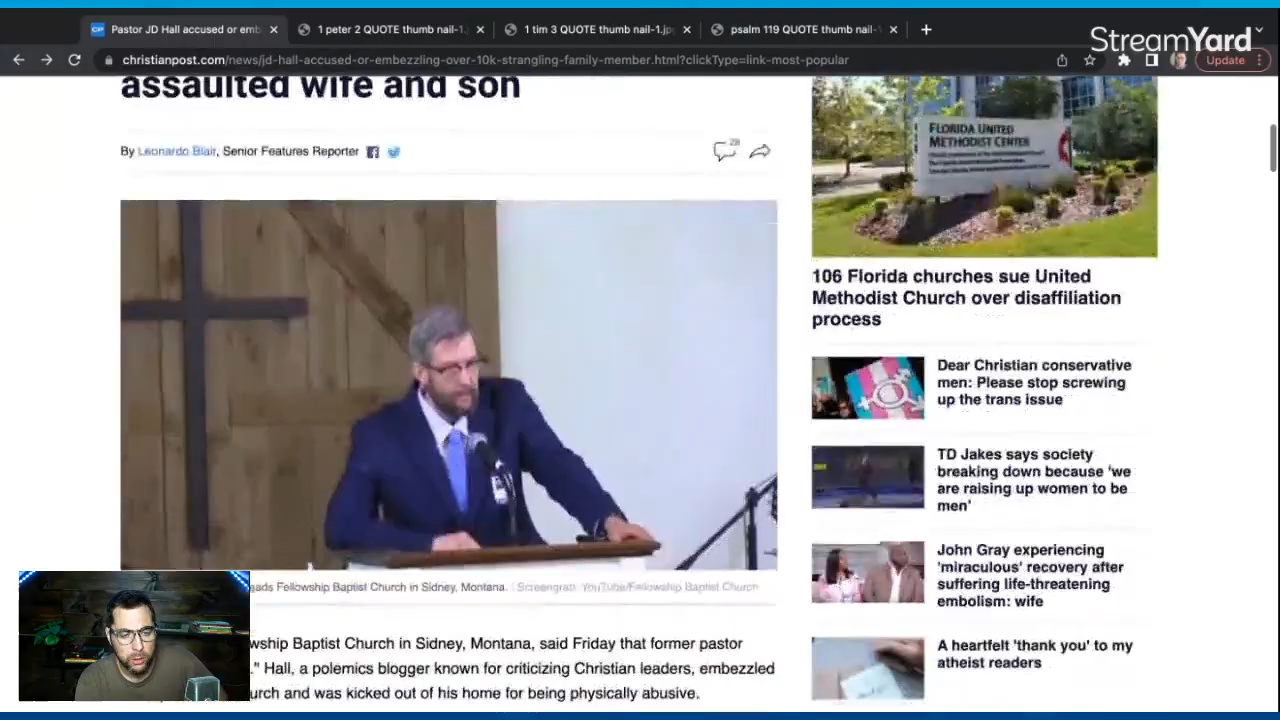 StreamYard
Pastor JD Hall accused or emb
1 peter 2 QUOTE thumb nail-1.
1 tim 3 QUOTE thumb nail-1.jp
psalm 119 QUOTE thumb nail-
christianpost.com/news/jd-hall-accused-or-embezzling-over-10k-strangling-family-member.html?clickType=link-most-popular
Update
assaulted wife and son
By Leonardo Blair, Senior Features Reporter
eads Fellowship Baptist Church in Sidney, Montana. | Screengrab: YouTube/Fellowship Baptist Church
wship Baptist Church in Sidney, Montana, said Friday that former pastor
." Hall, a polemics blogger known for criticizing Christian leaders, embezzled
urch and was kicked out of his home for being physically abusive.
FLORIDA UNITED
METHODIST CENTER
106 Florida churches sue United
Methodist Church over disaffiliation
process
Dear Christian conservative
men: Please stop screwing
up the trans issue
TD Jakes says society
breaking down because 'we
are raising up women to be
men'
John Gray experiencing
'miraculous' recovery after
suffering life-threatening
embolism: wife
A heartfelt 'thank you' to my
atheist readers